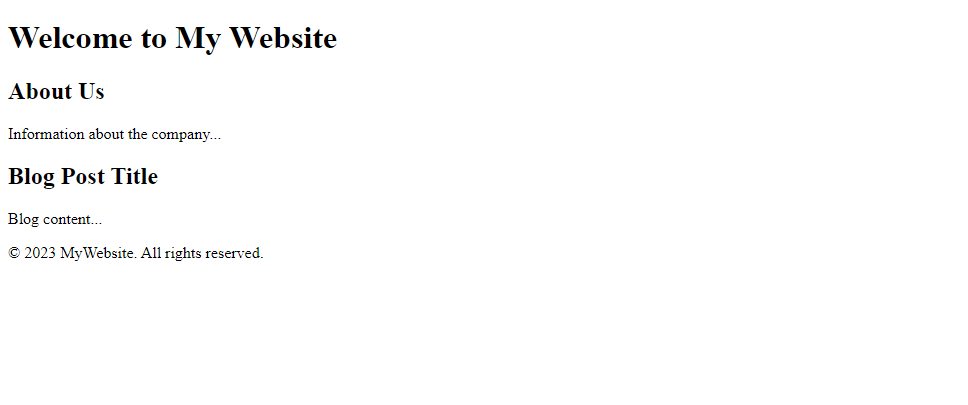 Welcome to My Website
About Us
Information about the company...
Blog Post Title
Blog content...
© 2023 MyWebsite. All rights reserved.